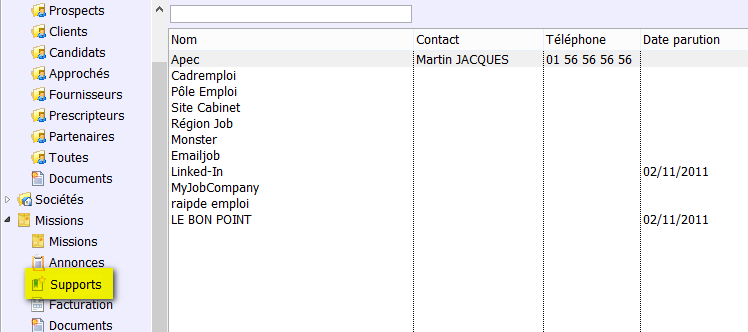 Prospects
Clients
Candidats
Approchés
Fournisseurs
Prescripteurs
Partenaires
Toutes
Documents
Sociétés
Missions
Missions
Annonces
Supports
Facturation
Documents
Nom Contact Téléphone Date parution
Apec Martin JACQUES 01 56 56 56 56
Cadremploi
Pôle Emploi
Site Cabinet
Région Job
Monster
Emailjob
Linked-In 02/11/2011
MyJobCompany
raipde emploi
LE BON POINT 02/11/2011